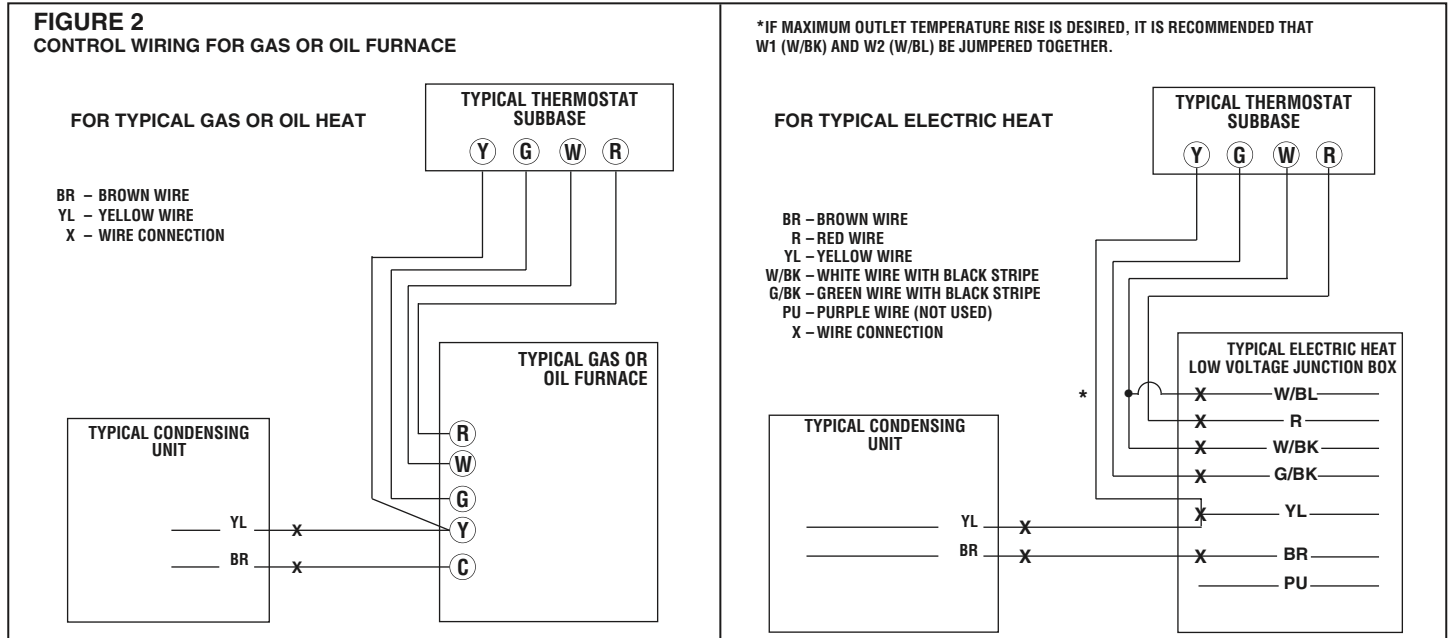 FIGURE 2
CONTROL WIRING FOR GAS OR OIL FURNACE
FOR TYPICAL GAS OR OIL HEAT
TYPICAL THERMOSTAT
SUBBASE
Y G W R
BR – BROWN WIRE
YL – YELLOW WIRE
X – WIRE CONNECTION
TYPICAL GAS OR
OIL FURNACE
R
W
G
Y
C
TYPICAL CONDENSING
UNIT
YL X
BR X
*IF MAXIMUM OUTLET TEMPERATURE RISE IS DESIRED, IT IS RECOMMENDED THAT
W1 (W/BK) AND W2 (W/BL) BE JUMPERED TOGETHER.
FOR TYPICAL ELECTRIC HEAT
TYPICAL THERMOSTAT
SUBBASE
Y G W R
BR – BROWN WIRE
R – RED WIRE
YL – YELLOW WIRE
W/BK – WHITE WIRE WITH BLACK STRIPE
G/BK – GREEN WIRE WITH BLACK STRIPE
PU – PURPLE WIRE (NOT USED)
X – WIRE CONNECTION
TYPICAL ELECTRIC HEAT
LOW VOLTAGE JUNCTION BOX
* X W/BL
X R
X W/BK
X G/BK
X YL
X BR
PU
TYPICAL CONDENSING
UNIT
YL X
BR X